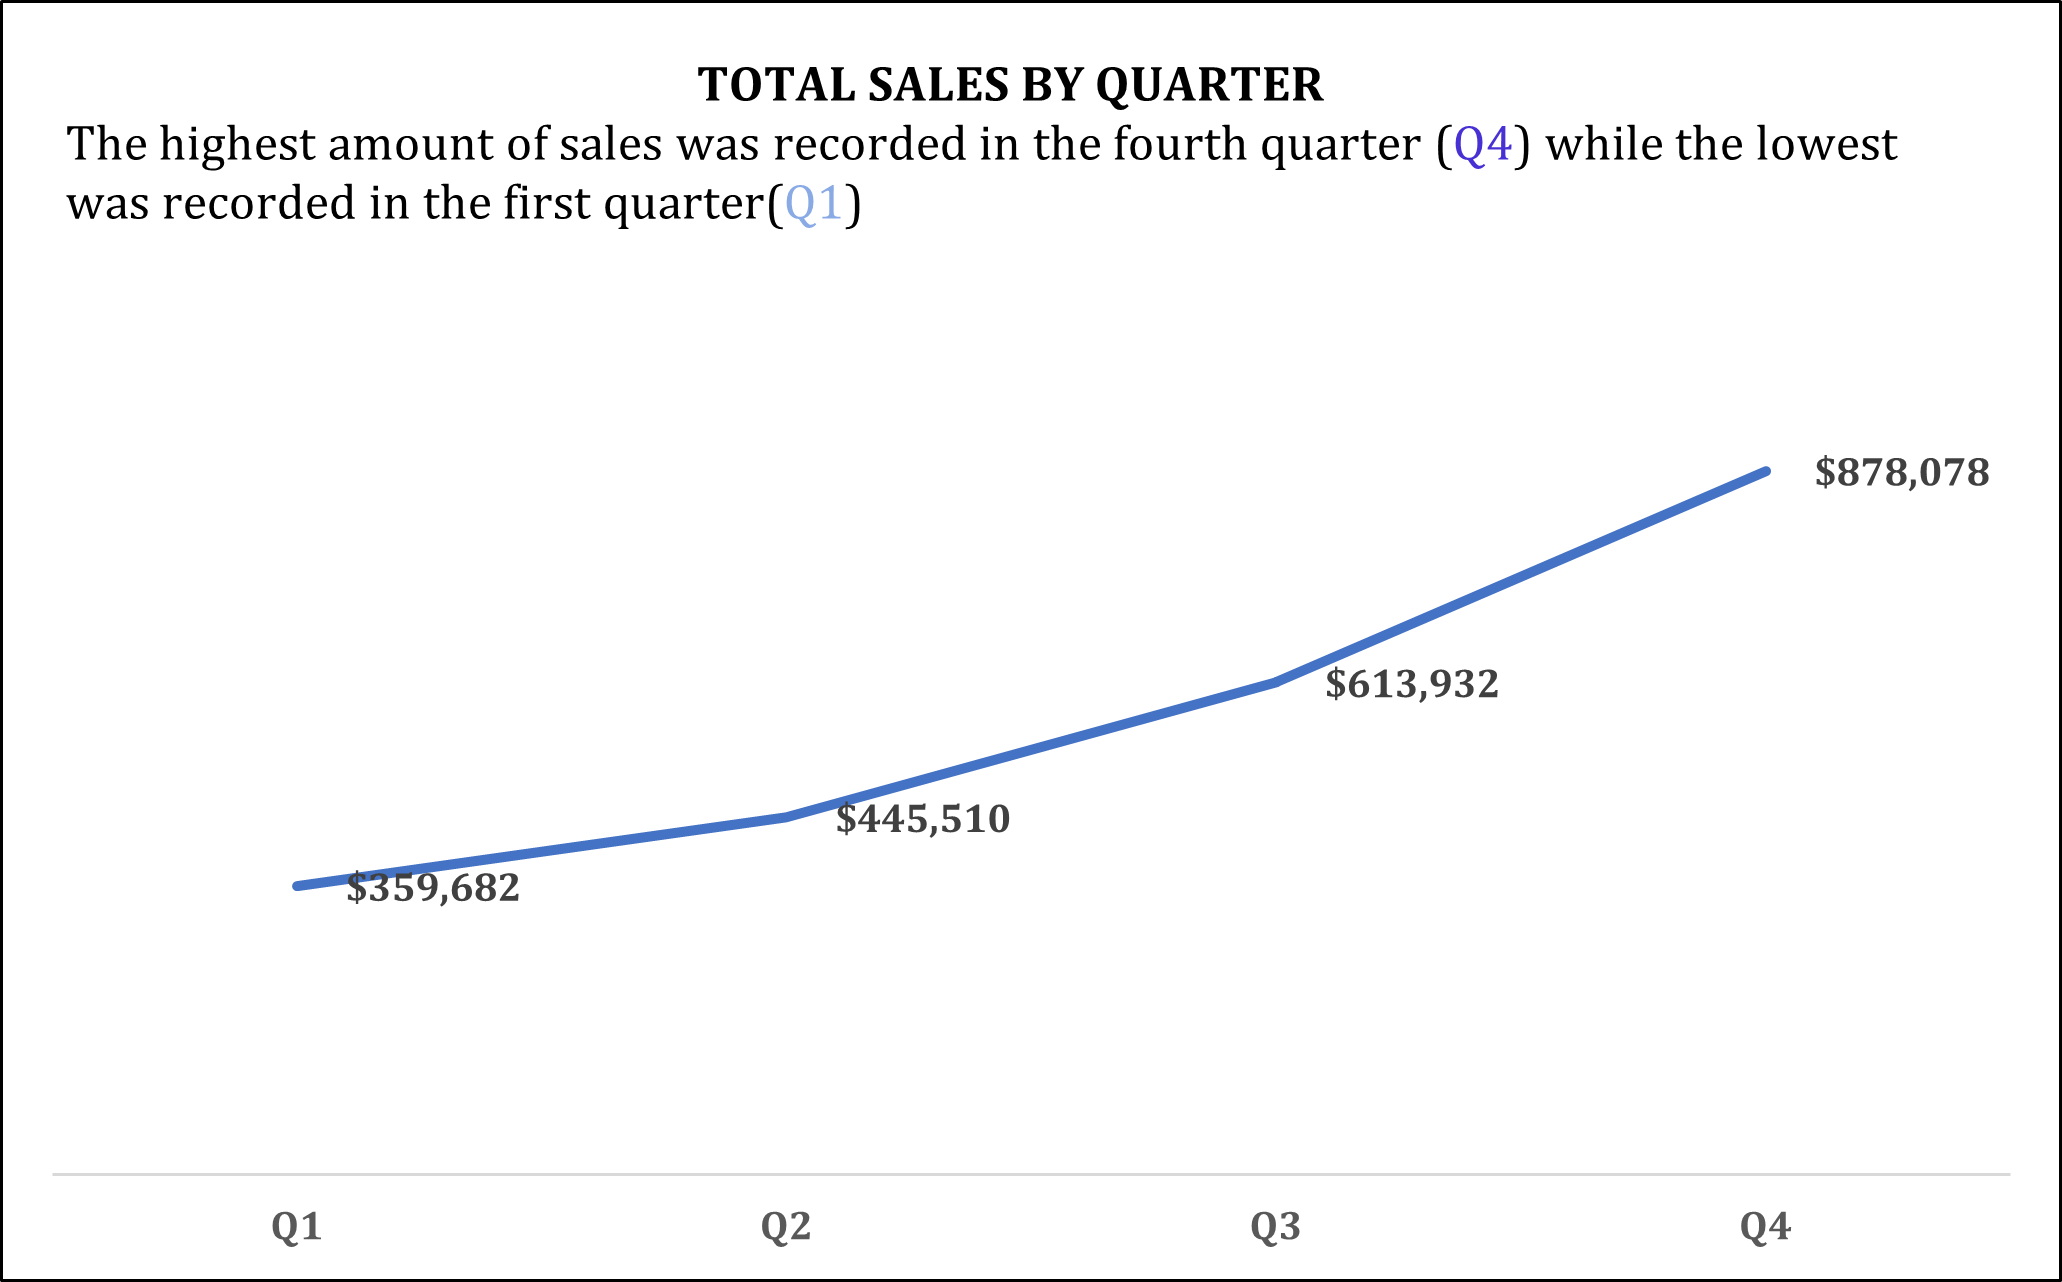 TOTAL SALES BY QUARTER
The highest amount of sales was recorded in the fourth quarter (Q4) while the lowest
was recorded in the first quarter(Q1)
$878,078
$613,932
$445,510
$359,682
Q1 Q2 Q3 Q4